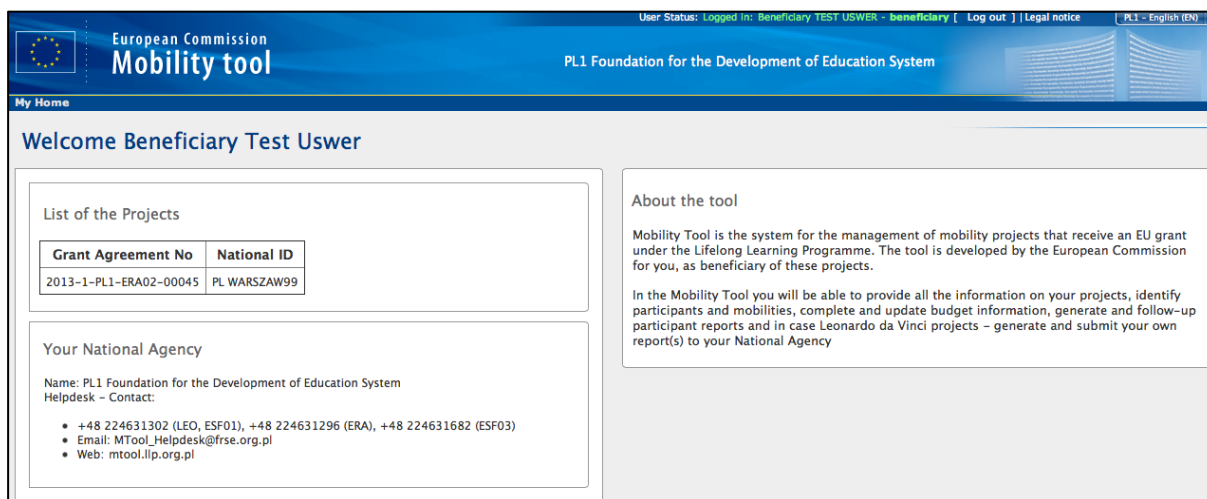 User Status: Logged In: Beneficiary TEST USWER - beneficiary [ Log out ] | Legal notice
PL1 - English (EN)
European Commission
Mobility tool
PL1 Foundation for the Development of Education System
My Home
Welcome Beneficiary Test Uswer
List of the Projects
Grant Agreement No National ID
2013-1-PL1-ERA02-00045 PL WARSZAW99
Your National Agency
Name: PL1 Foundation for the Development of Education System
Helpdesk - Contact:
• +48 224631302 (LEO, ESF01), +48 224631296 (ERA), +48 224631682 (ESF03)
• Email: MTool_Helpdesk@frse.org.pl
• Web: mtool.llp.org.pl
About the tool
Mobility Tool is the system for the management of mobility projects that receive an EU grant
under the Lifelong Learning Programme. The tool is developed by the European Commission
for you, as beneficiary of these projects.
In the Mobility Tool you will be able to provide all the information on your projects, identify
participants and mobilities, complete and update budget information, generate and follow-up
participant reports and in case Leonardo da Vinci projects - generate and submit your own
report(s) to your National Agency